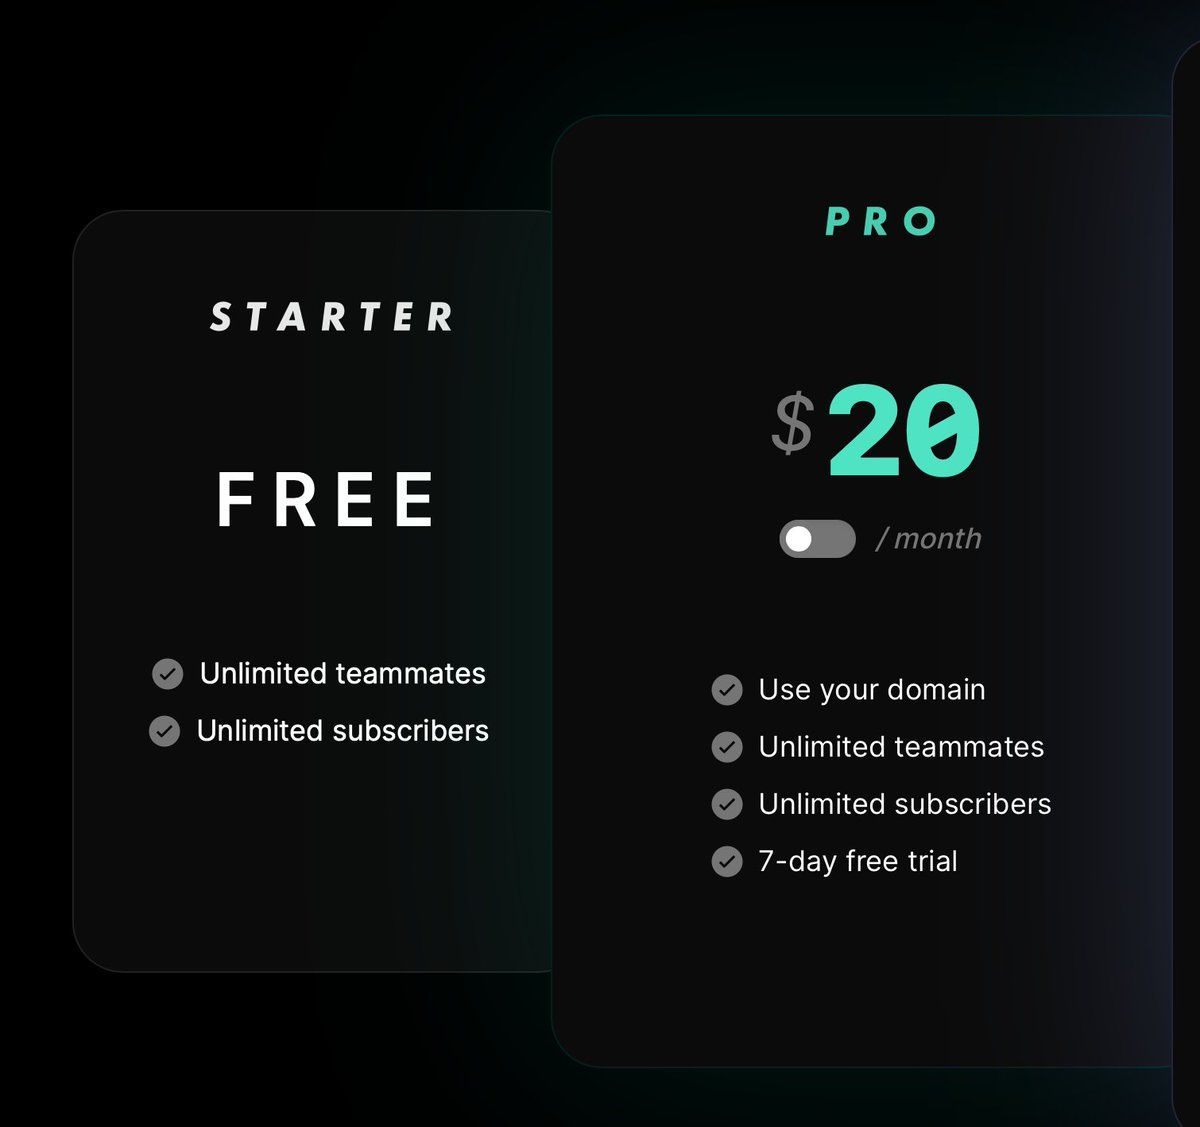 STARTER
FREE
Unlimited teammates
Unlimited subscribers
PRO
$20
/ month
Use your domain
Unlimited teammates
Unlimited subscribers
7-day free trial